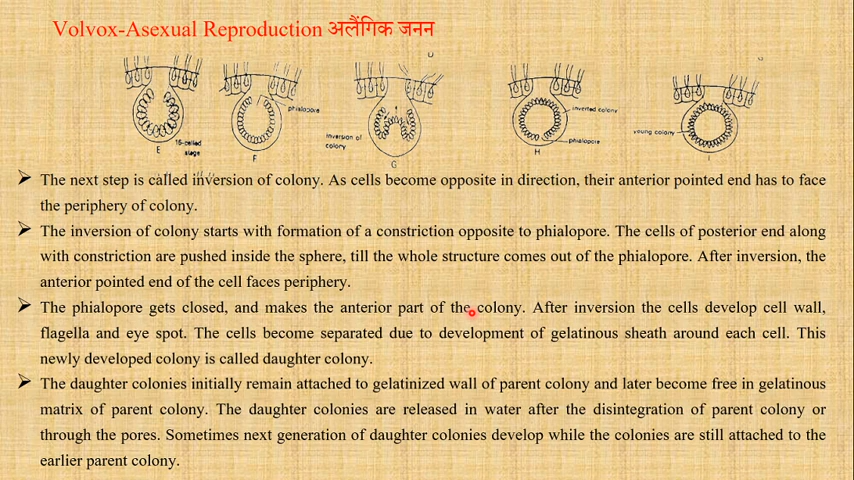 Volvox-Asexual Reproduction अलैंगिक जनन
phialopore
inverted colony
young colony
Inversion of
colony
phialopore
16-celled
stage
E
F
G
H
I
The next step is called inversion of colony. As cells become opposite in direction, their anterior pointed end has to face
the periphery of colony.
The inversion of colony starts with formation of a constriction opposite to phialopore. The cells of posterior end along
with constriction are pushed inside the sphere, till the whole structure comes out of the phialopore. After inversion, the
anterior pointed end of the cell faces periphery.
The phialopore gets closed, and makes the anterior part of the colony. After inversion the cells develop cell wall,
flagella and eye spot. The cells become separated due to development of gelatinous sheath around each cell. This
newly developed colony is called daughter colony.
The daughter colonies initially remain attached to gelatinized wall of parent colony and later become free in gelatinous
matrix of parent colony. The daughter colonies are released in water after the disintegration of parent colony or
through the pores. Sometimes next generation of daughter colonies develop while the colonies are still attached to the
earlier parent colony.